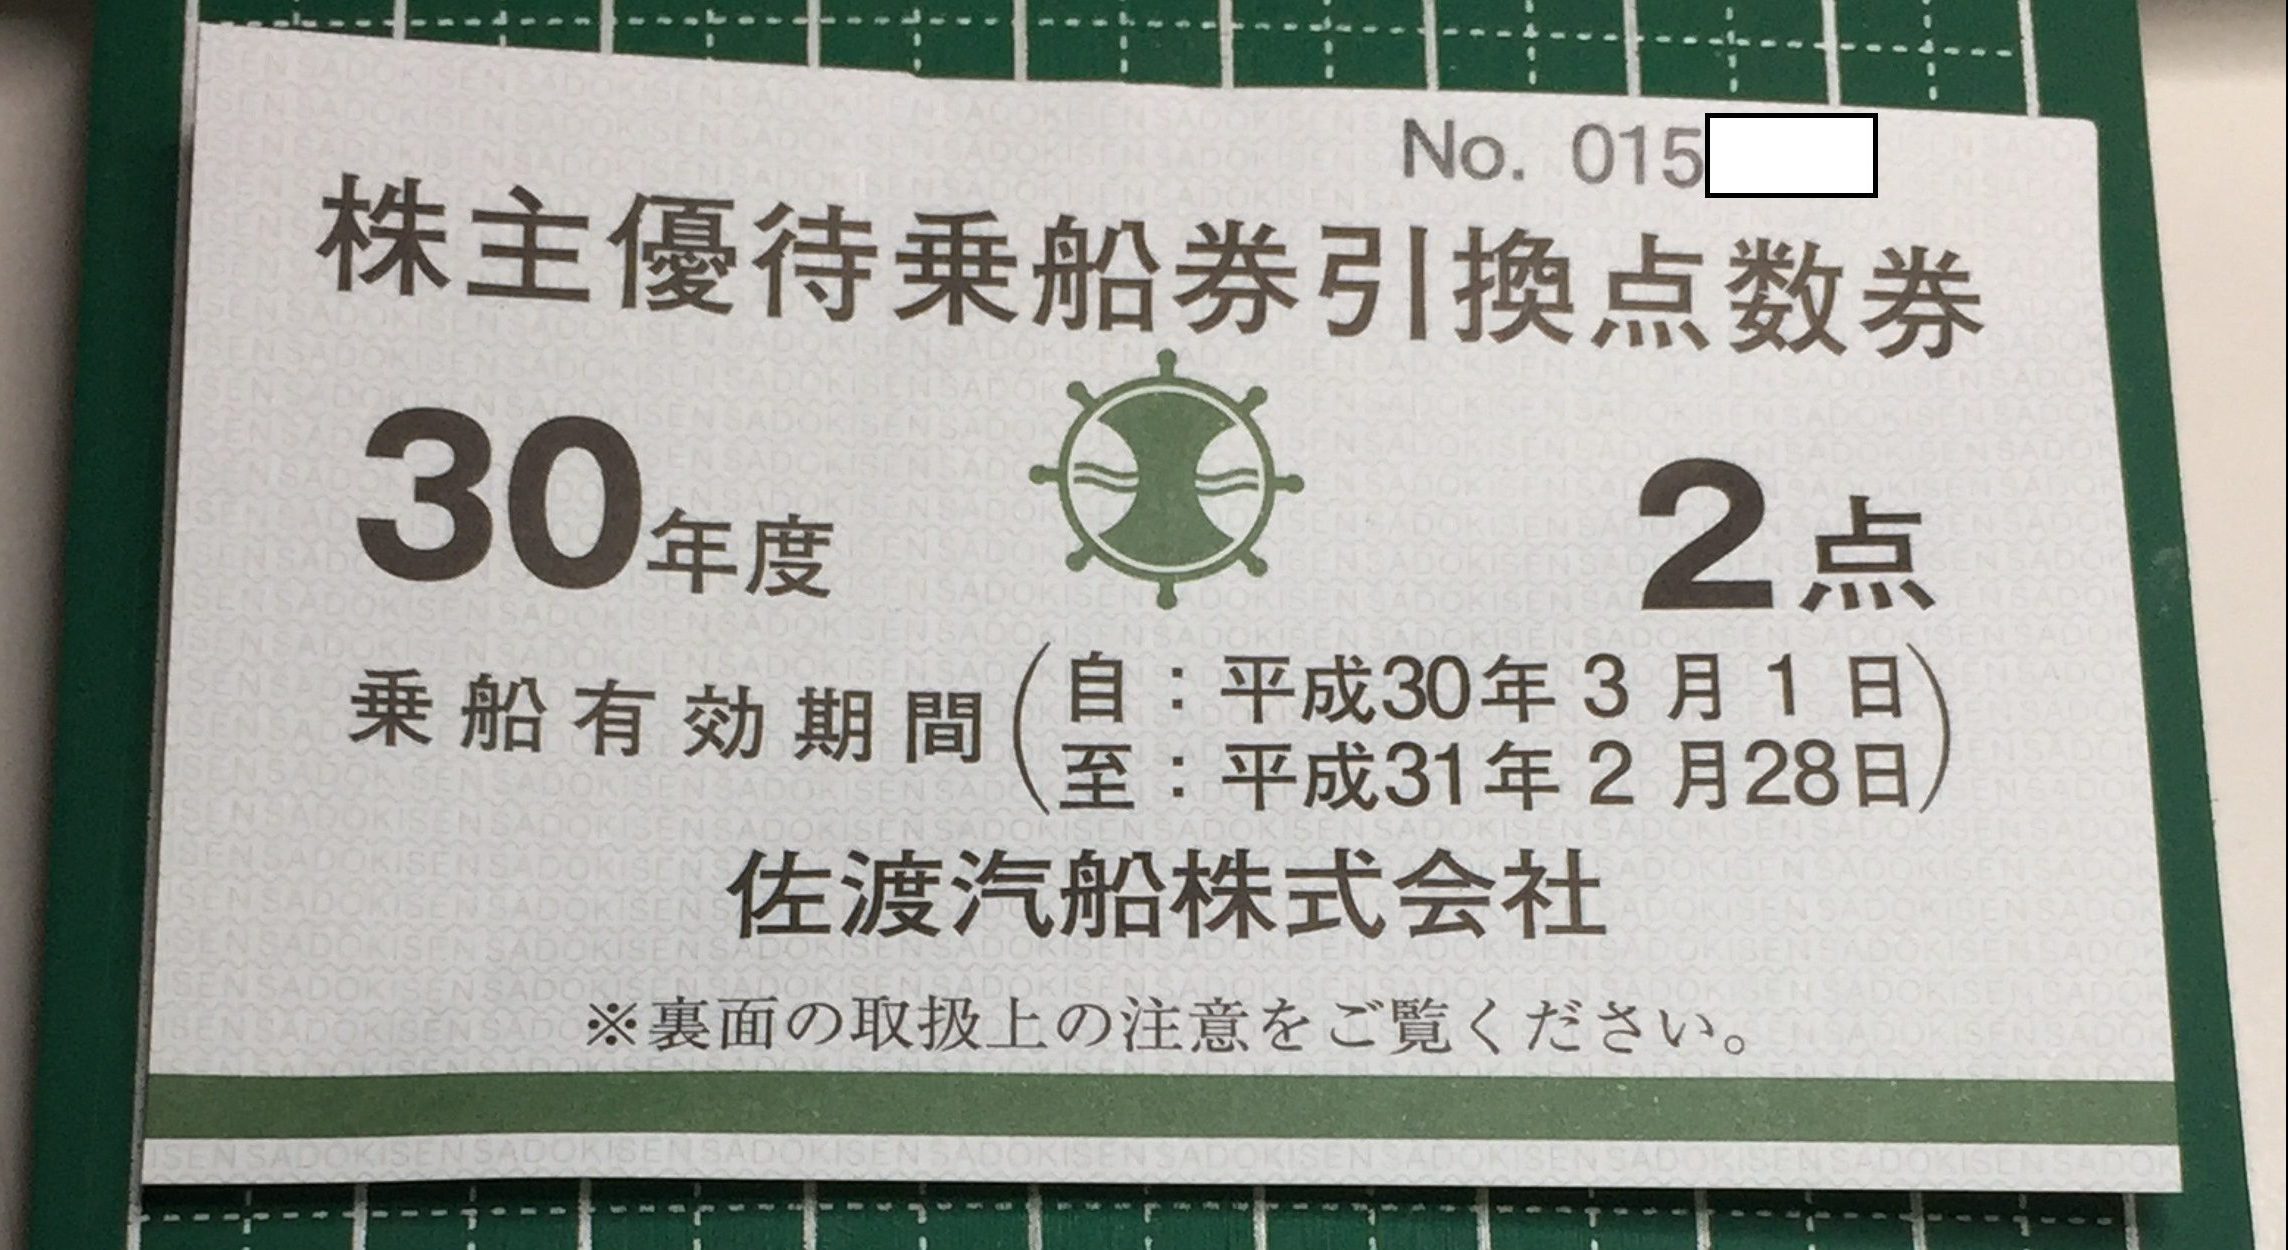 No. 015
株主優待乗船券引換点数券
30年度
2点
乗船有効期間
自：平成30年3月1日
至：平成31年2月28日
佐渡汽船株式会社
※裏面の取扱上の注意をご覧ください。
SADOKISEN